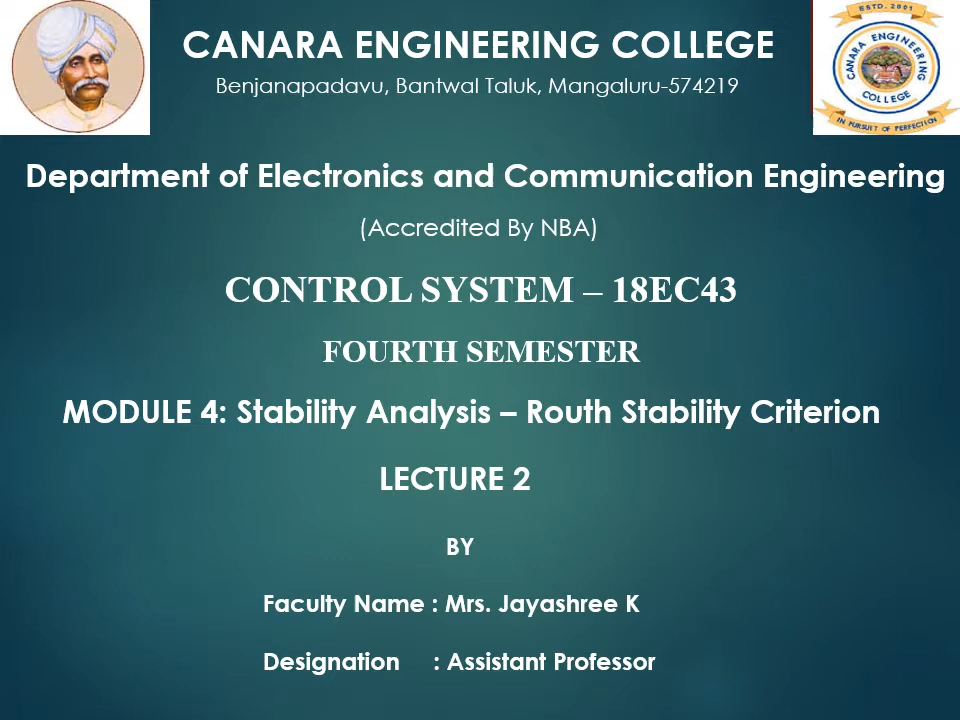 CANARA ENGINEERING COLLEGE
Benjanapadavu, Bantwal Taluk, Mangaluru-574219
ESTD. 2001
CANARA ENGINEERING
COLLEGE
IN PURSUIT OF PERFECTION
Department of Electronics and Communication Engineering
(Accredited By NBA)
CONTROL SYSTEM – 18EC43
FOURTH SEMESTER
MODULE 4: Stability Analysis – Routh Stability Criterion
LECTURE 2
BY
Faculty Name : Mrs. Jayashree K
Designation : Assistant Professor